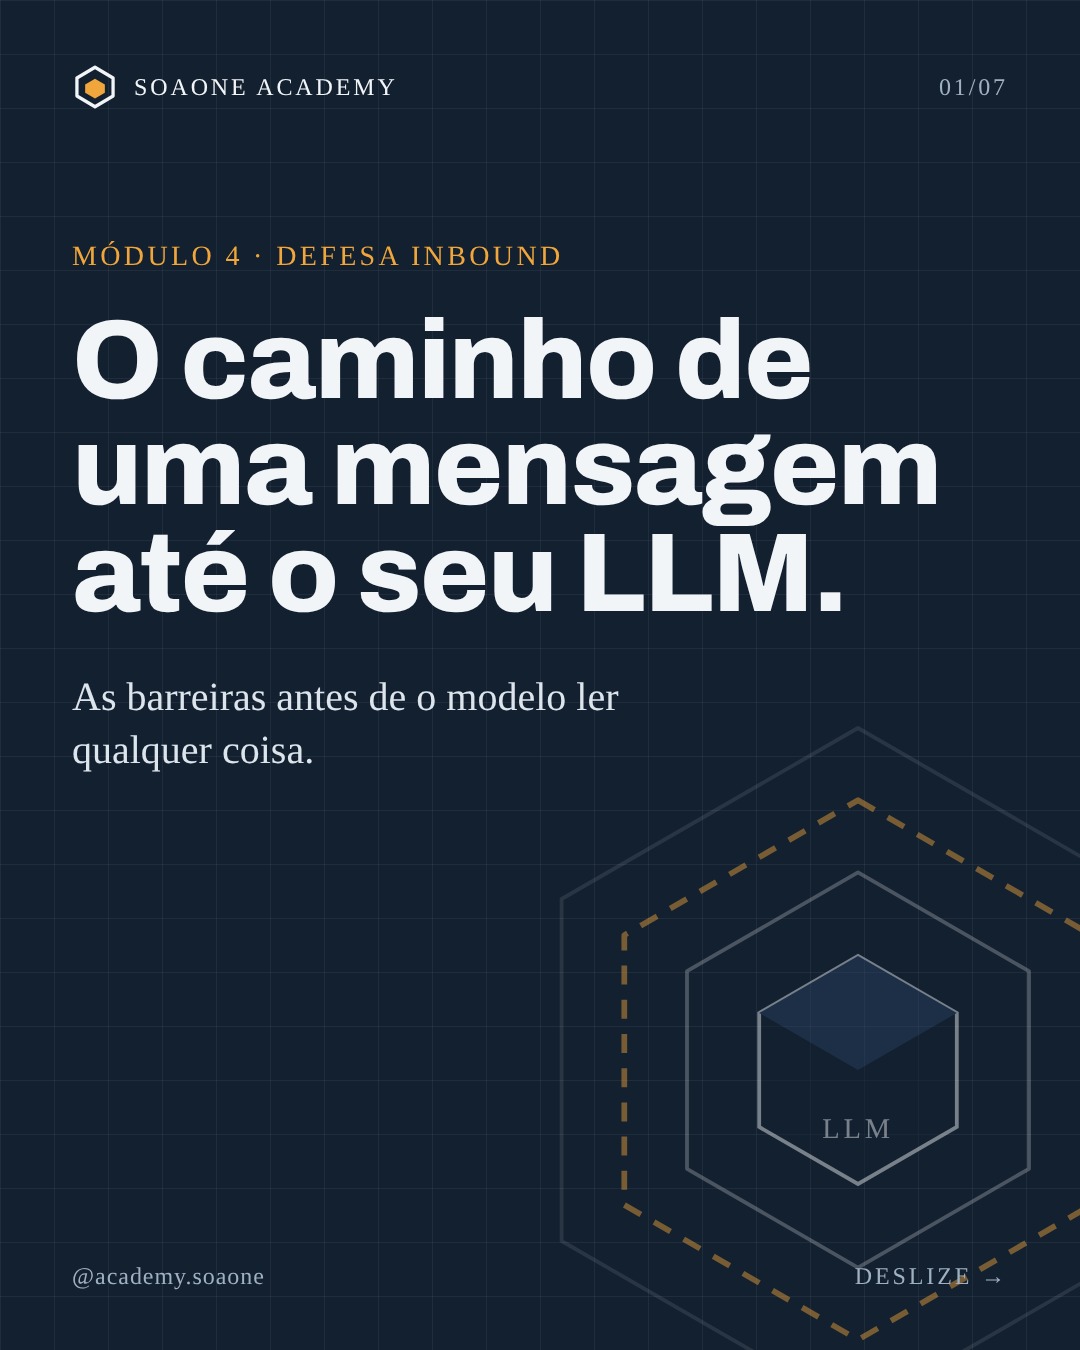 SOAONE ACADEMY
01/07
MÓDULO 4 · DEFESA INBOUND
O caminho de
uma mensagem
até o seu LLM.
As barreiras antes de o modelo ler
qualquer coisa.
LLM
@academy.soaone
DESLIZE →